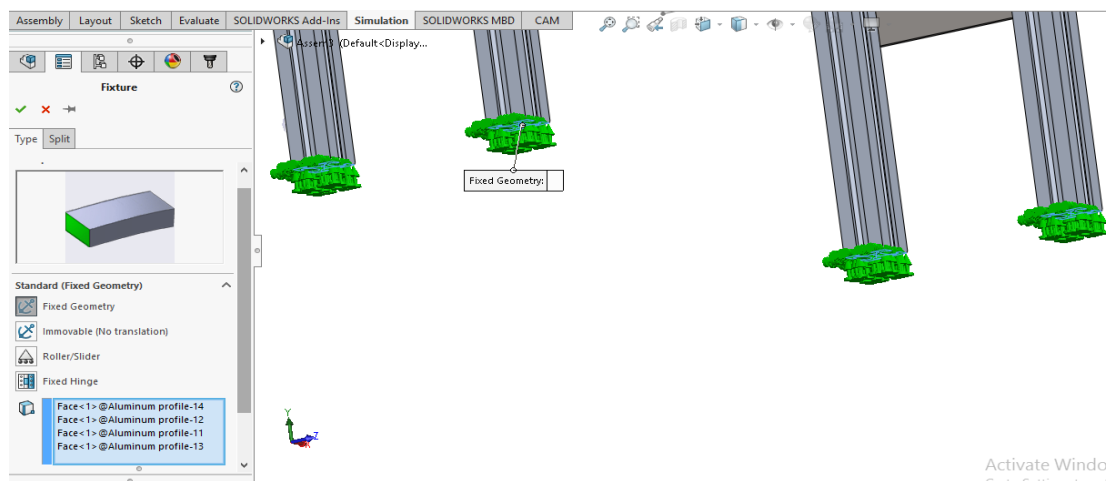 Assembly Layout Sketch Evaluate SOLIDWORKS Add-Ins Simulation SOLIDWORKS MBD CAM
(Default<Display...
Fixture
Type Split
Fixed Geometry:
Standard (Fixed Geometry)
Fixed Geometry
Immovable (No translation)
Roller/Slider
Fixed Hinge
Face<1>@Aluminum profile-14
Face<1>@Aluminum profile-12
Face<1>@Aluminum profile-11
Face<1>@Aluminum profile-13
Y
Z
Activate Windo